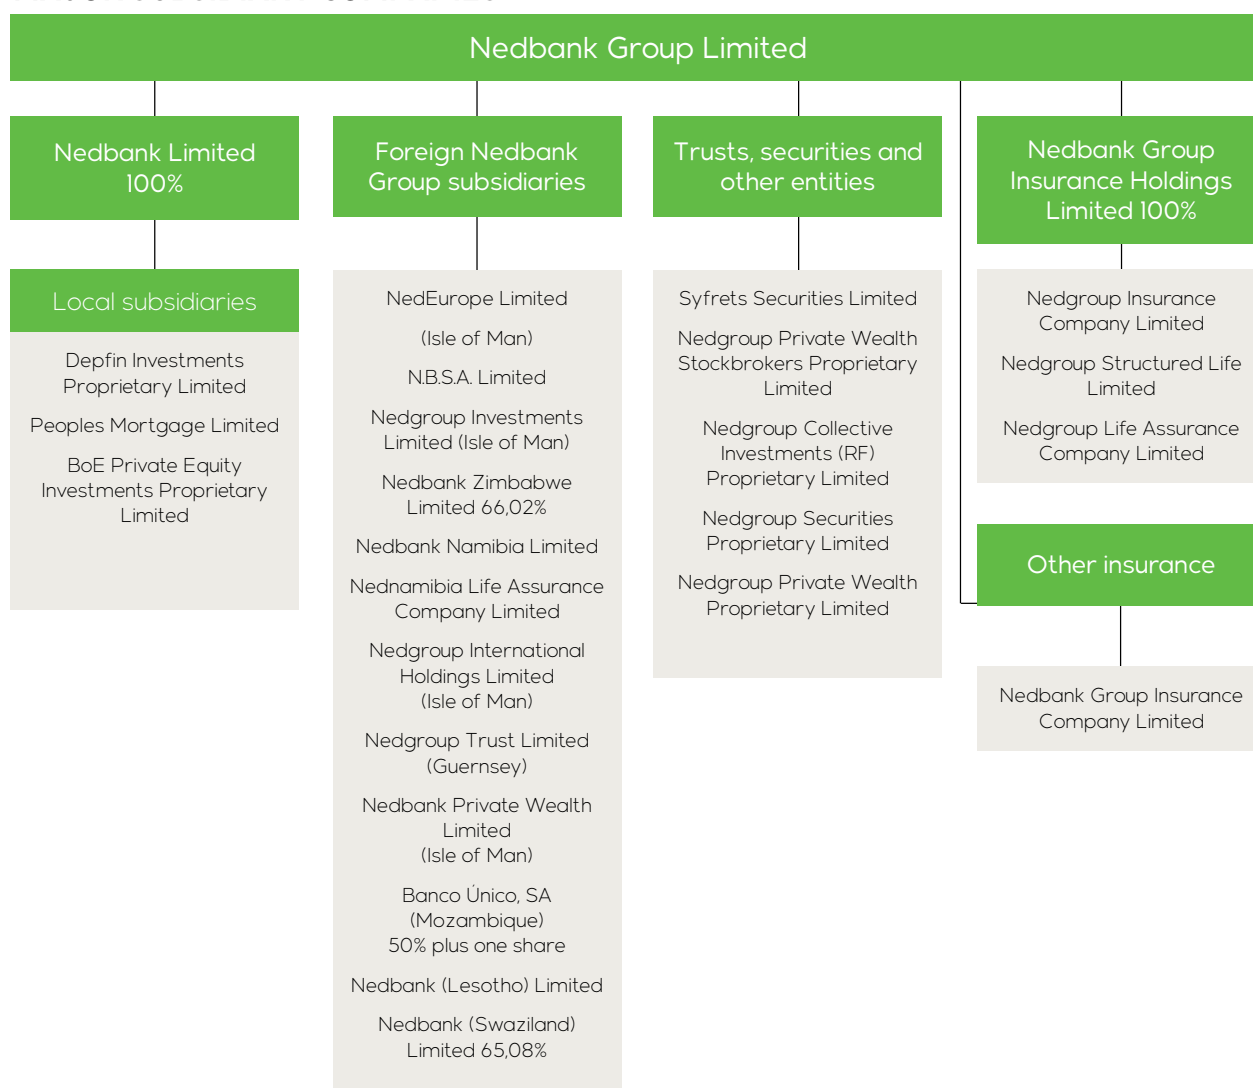 Nedbank Group Limited
Nedbank Limited
100%
Local subsidiaries
Depfin Investments
Proprietary Limited
Peoples Mortgage Limited
BoE Private Equity
Investments Proprietary
Limited
Foreign Nedbank
Group subsidiaries
NedEurope Limited
(Isle of Man)
N.B.S.A. Limited
Nedgroup Investments
Limited (Isle of Man)
Nedbank Zimbabwe
Limited 66,02%
Nedbank Namibia Limited
Nednamibia Life Assurance
Company Limited
Nedgroup International
Holdings Limited
(Isle of Man)
Nedgroup Trust Limited
(Guernsey)
Nedbank Private Wealth
Limited
(Isle of Man)
Banco Único, SA
(Mozambique)
50% plus one share
Nedbank (Lesotho) Limited
Nedbank (Swaziland)
Limited 65,08%
Trusts, securities and
other entities
Syfrets Securities Limited
Nedgroup Private Wealth
Stockbrokers Proprietary
Limited
Nedgroup Collective
Investments (RF)
Proprietary Limited
Nedgroup Securities
Proprietary Limited
Nedgroup Private Wealth
Proprietary Limited
Nedbank Group
Insurance Holdings
Limited 100%
Nedgroup Insurance
Company Limited
Nedgroup Structured Life
Limited
Nedgroup Life Assurance
Company Limited
Other insurance
Nedbank Group Insurance
Company Limited